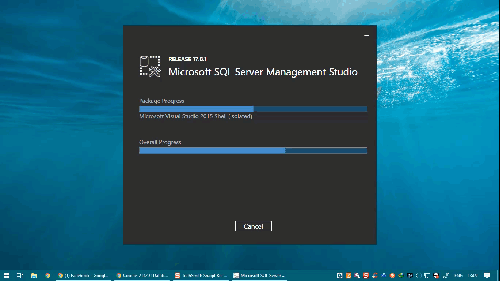 RELEASE 17.0.1
Microsoft SQL Server Management Studio
Package Progress
Microsoft Visual Studio 2015 Shell (Isolated)
Overall Progress
Cancel
Microsoft SQL Server...